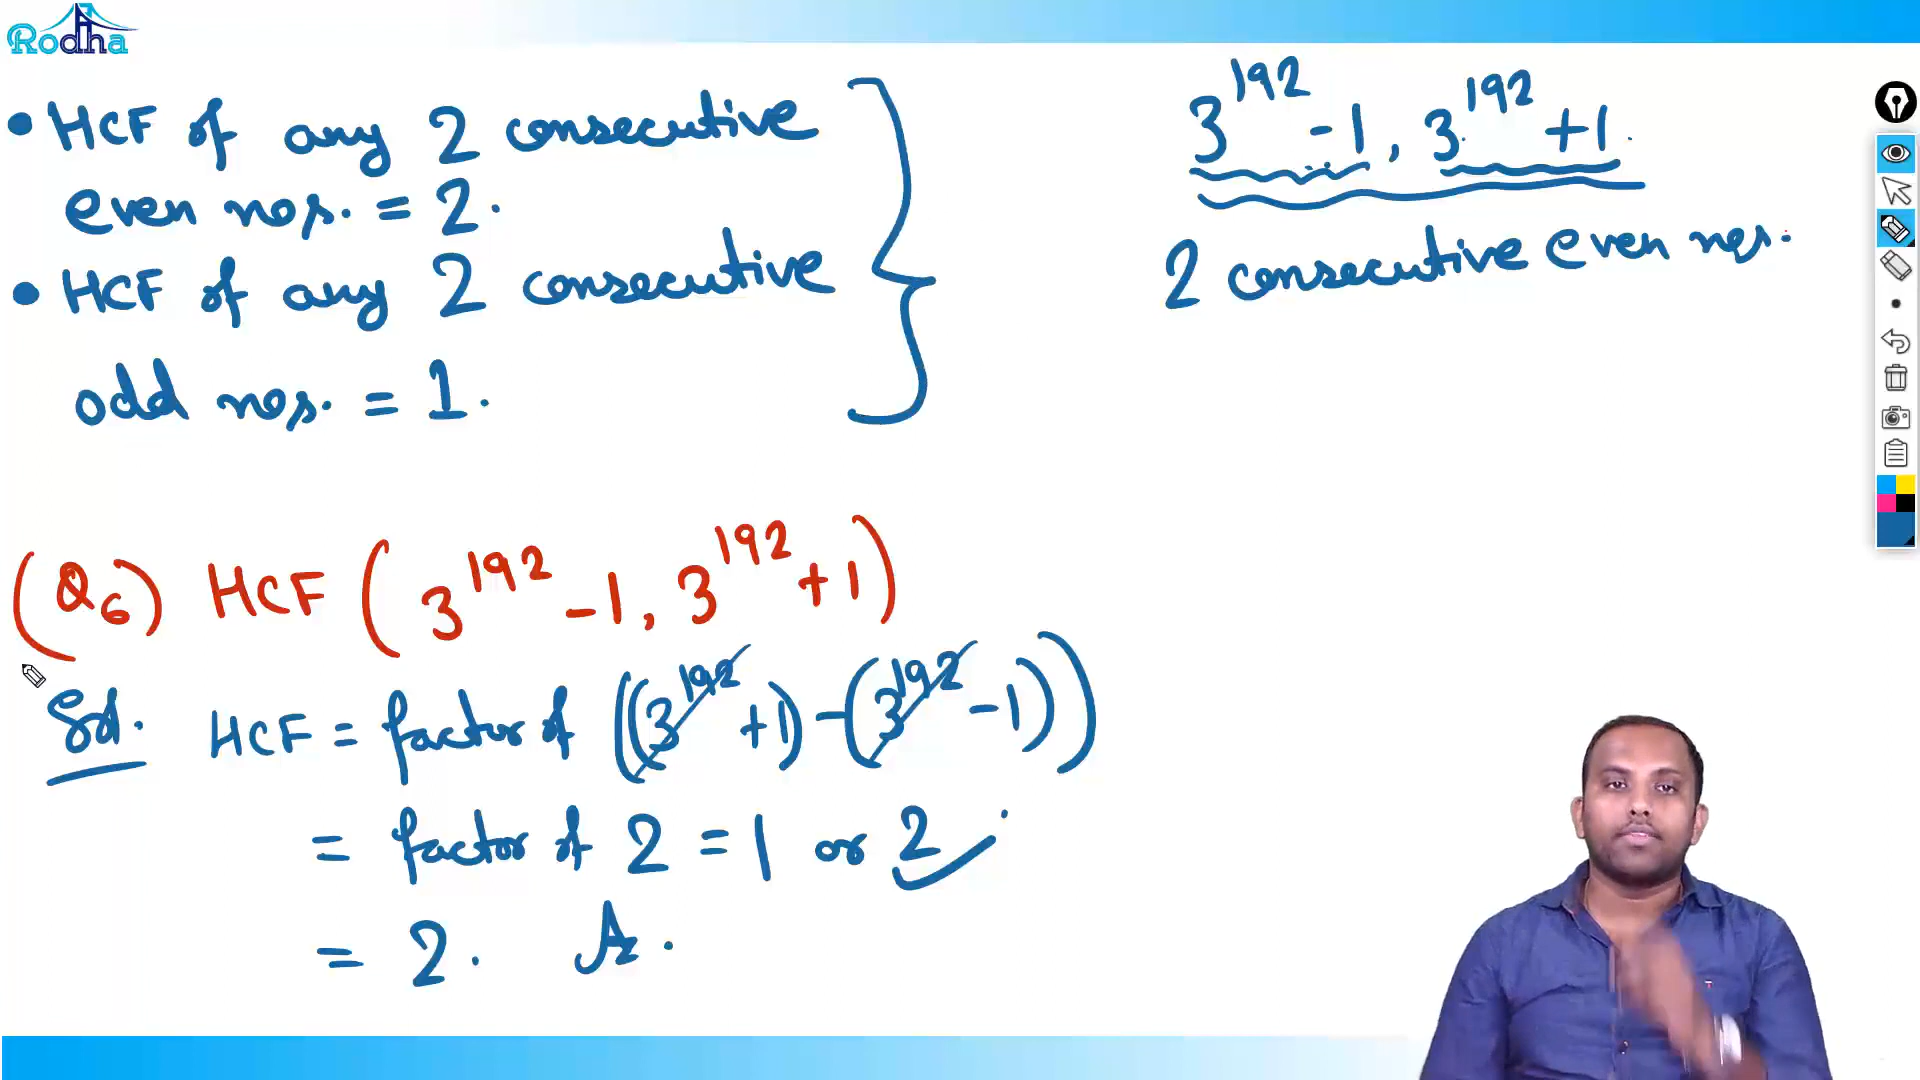 Rodha
• HCF of any 2 consecutive
even nos. = 2.
• HCF of any 2 consecutive
odd nos. = 1.
3^192 - 1, 3^192 + 1.
2 consecutive even nos.
(Q6) HCF (3^192 - 1, 3^192 + 1)
Sol. HCF = factor of ((3^192 + 1) - (3^192 - 1))
= factor of 2 = 1 or 2
= 2. A.